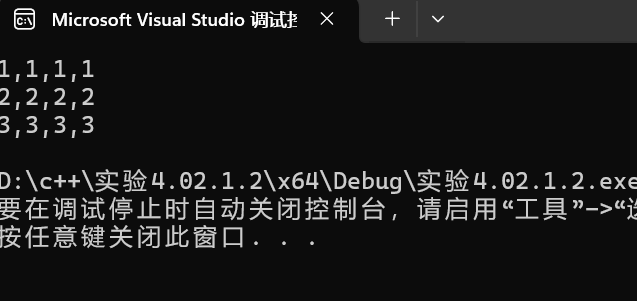 Microsoft Visual Studio 调试
1,1,1,1
2,2,2,2
3,3,3,3
D:\c++\实验4.02.1.2\x64\Debug\实验4.02.1.2.exe
要在调试停止时自动关闭控制台，请启用“工具”->“
按任意键关闭此窗口. . .